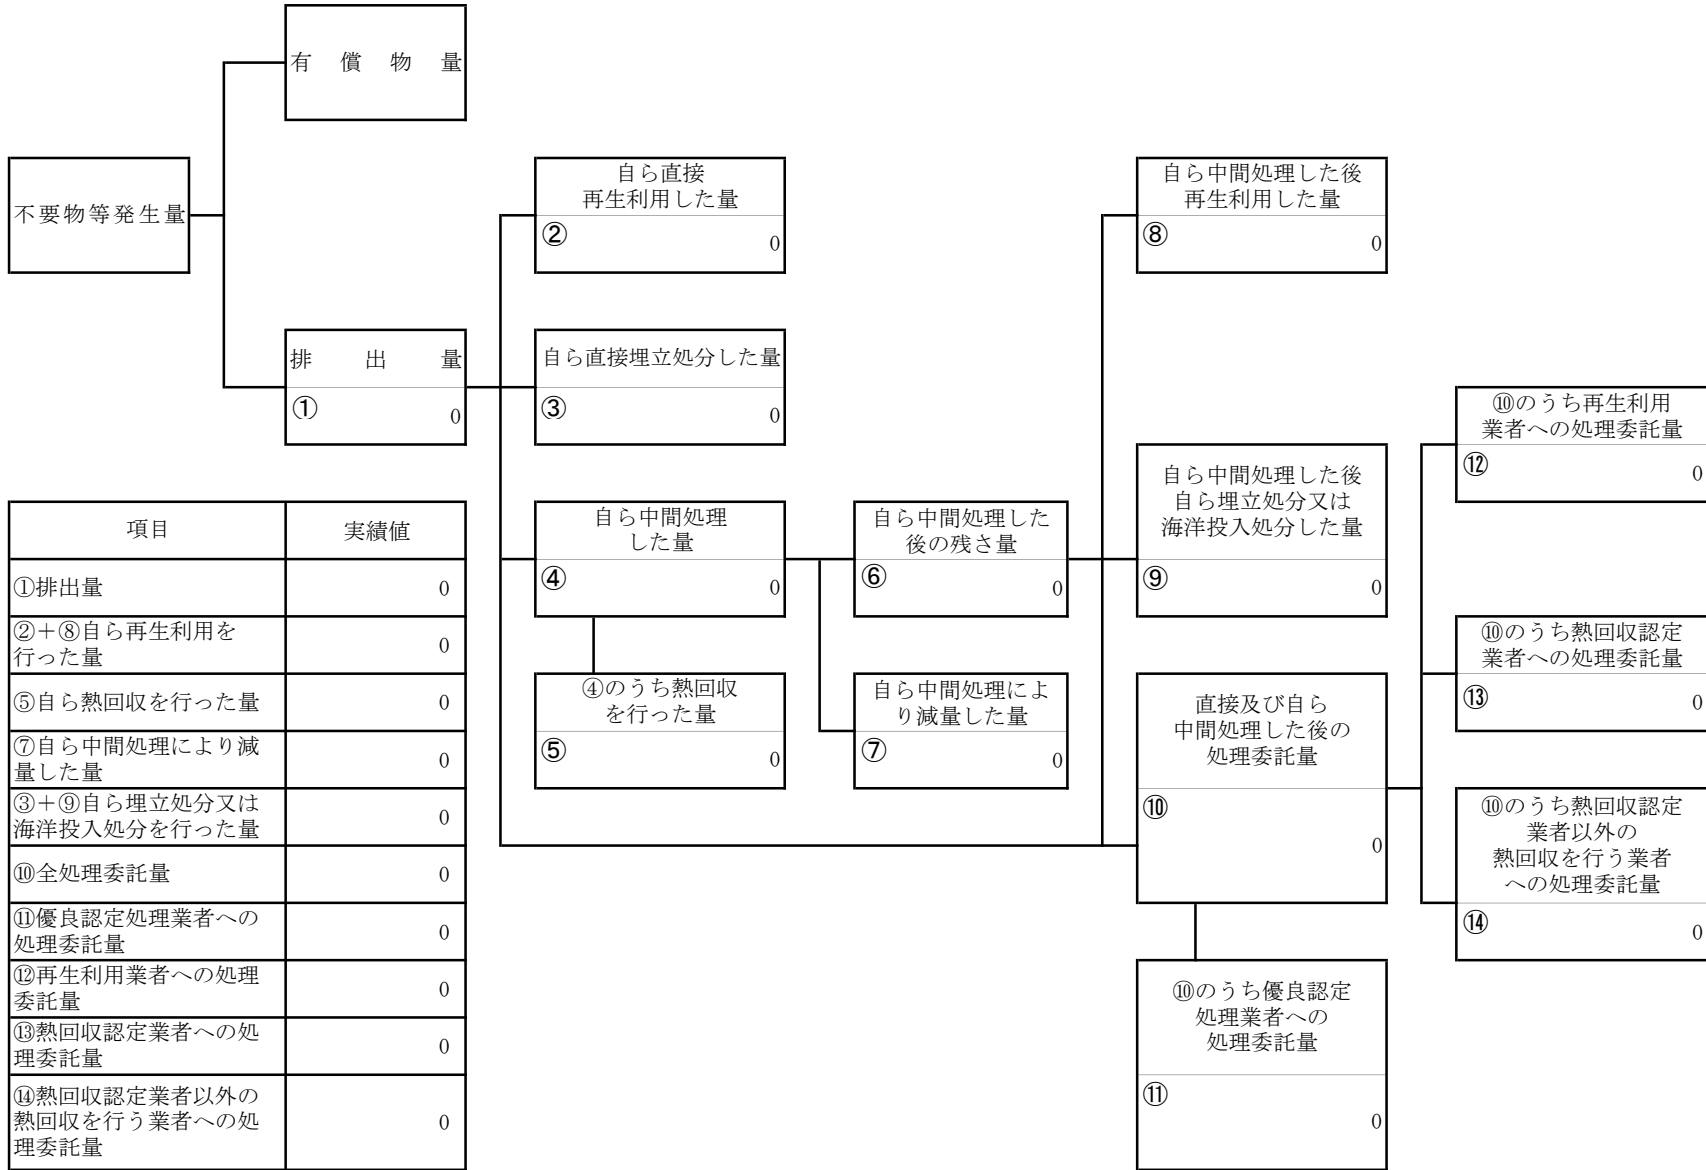 有償物量
不要物等発生量
自ら直接
再生利用した量
②
0
自ら中間処理した後
再生利用した量
⑧
0
排出量
①
0
自ら直接埋立処分した量
③
0
⑩のうち再生利用
業者への処理委託量
⑫
0
自ら中間処理
した量
④
0
自ら中間処理した
後の残さ量
⑥
0
自ら中間処理した後
自ら埋立処分又は
海洋投入処分した量
⑨
0
④のうち熱回収
を行った量
⑤
0
自ら中間処理によ
り減量した量
⑦
0
直接及び自ら
中間処理した後の
処理委託量
⑩
0
⑩のうち熱回収認定
業者への処理委託量
⑬
0
⑩のうち熱回収認定
業者以外の
熱回収を行う業者
への処理委託量
⑭
0
⑩のうち優良認定
処理業者への
処理委託量
⑪
0
項目 実績値
①排出量 0
②+⑧自ら再生利用を
行った量 0
⑤自ら熱回収を行った量 0
⑦自ら中間処理により減
量した量 0
③+⑨自ら埋立処分又は
海洋投入処分を行った量 0
⑩全処理委託量 0
⑪優良認定処理業者への
処理委託量 0
⑫再生利用業者への処理
委託量 0
⑬熱回収認定業者への処
理委託量 0
⑭熱回収認定業者以外の
熱回収を行う業者への処
理委託量 0